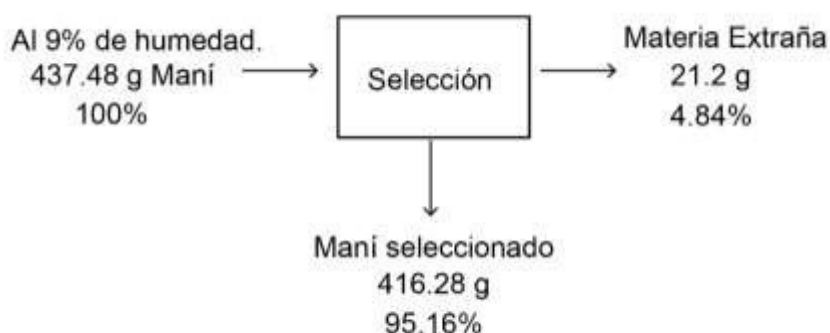 Al 9% de humedad.
437.48 g Maní
100%
Selección
Materia Extraña
21.2 g
4.84%
Maní seleccionado
416.28 g
95.16%